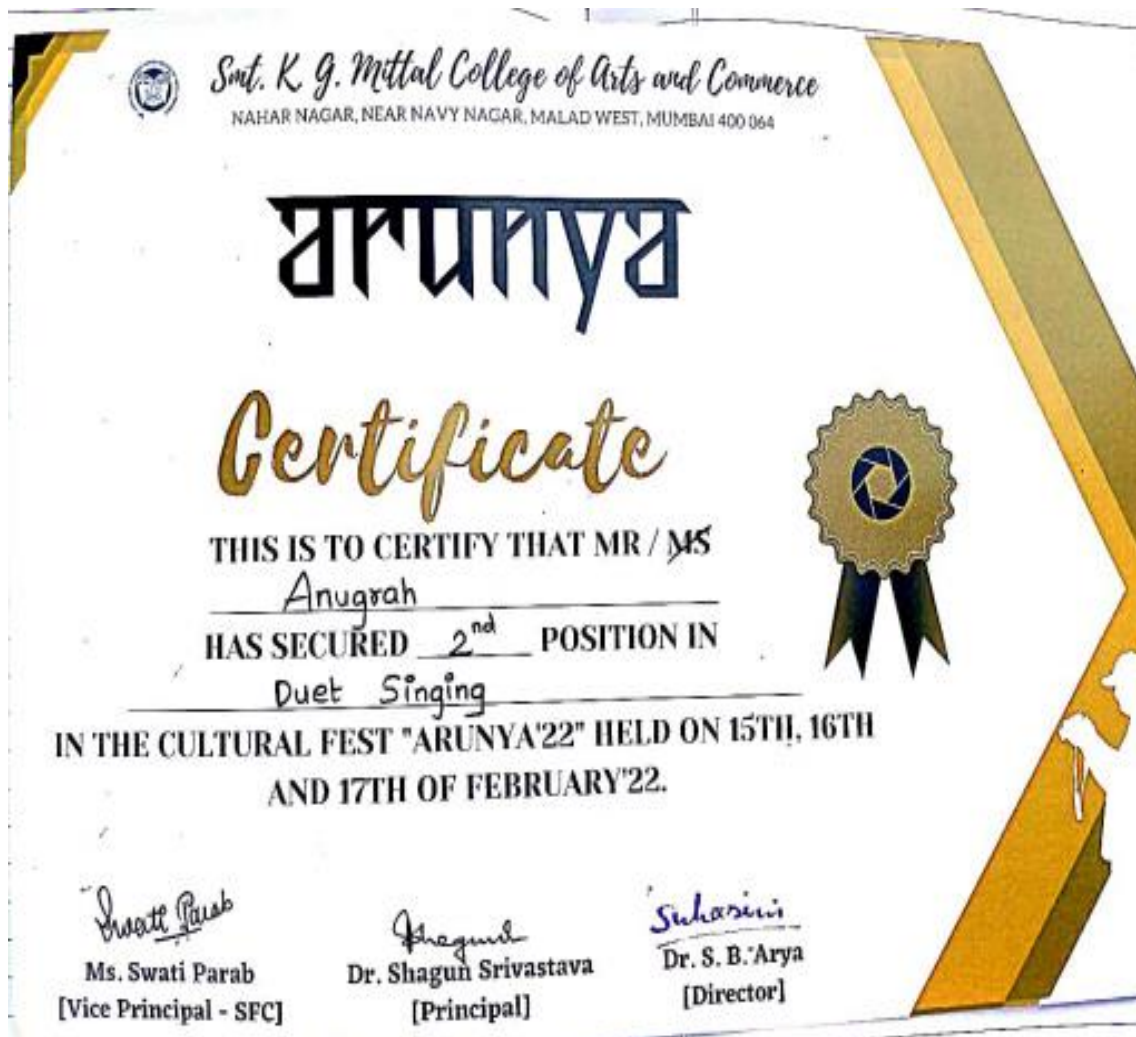 Smt. K. G. Mittal College of Arts and Commerce
NAHAR NAGAR, NEAR NAVY NAGAR, MALAD WEST, MUMBAI 400 064
arunya
Certificate
THIS IS TO CERTIFY THAT MR / MS
Anugrah
HAS SECURED 2nd POSITION IN
Duet Singing
IN THE CULTURAL FEST "ARUNYA'22" HELD ON 15TH, 16TH
AND 17TH OF FEBRUARY'22.
Swati Parab
Shagun
Suhasini
Ms. Swati Parab
Dr. Shagun Srivastava
Dr. S. B. Arya
[Vice Principal - SFC]
[Principal]
[Director]